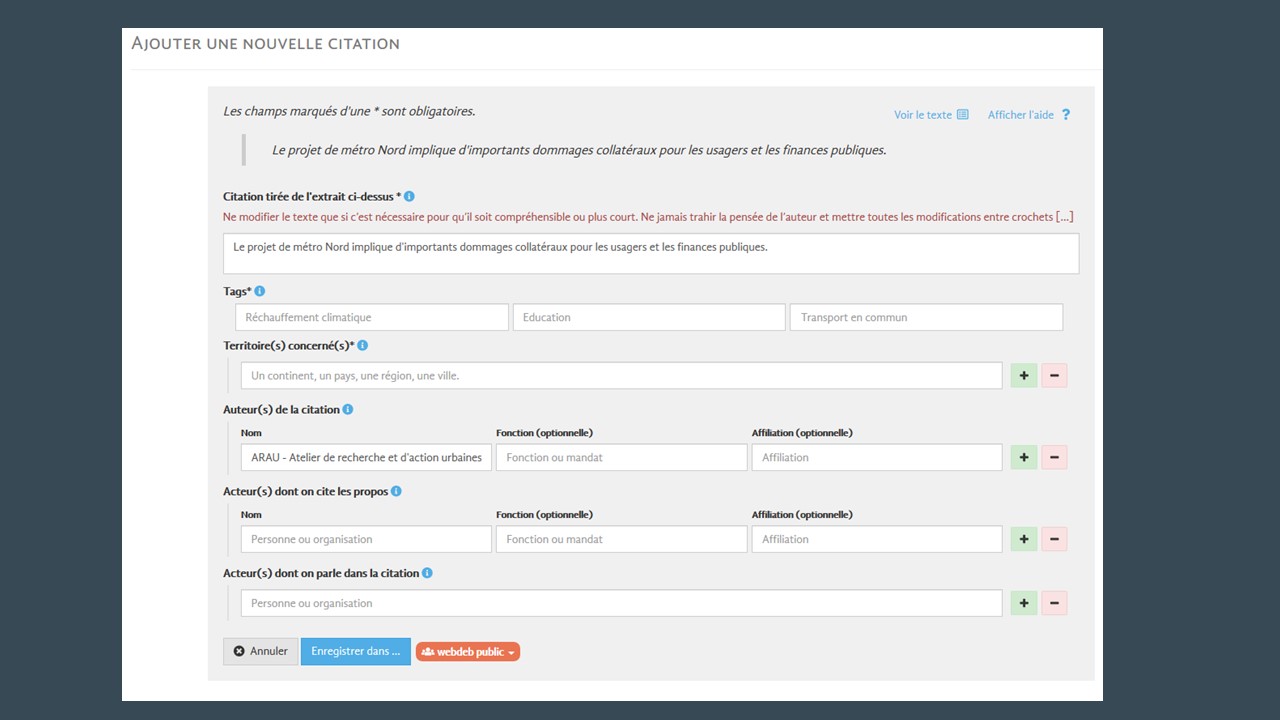 Ajouter une nouvelle citation
Les champs marqués d'une * sont obligatoires.
Voir le texte Afficher l'aide ?
Le projet de métro Nord implique d'importants dommages collatéraux pour les usagers et les finances publiques.
Citation tirée de l'extrait ci-dessus *
Ne modifier le texte que si c'est nécessaire pour qu'il soit compréhensible ou plus court. Ne jamais trahir la pensée de l'auteur et mettre toutes les modifications entre crochets [...]
Le projet de métro Nord implique d'importants dommages collatéraux pour les usagers et les finances publiques.
Tags*
Réchauffement climatique Education Transport en commun
Territoire(s) concerné(s)*
Un continent, un pays, une région, une ville.
Auteur(s) de la citation
Nom Fonction (optionnelle) Affiliation (optionnelle)
ARAU - Atelier de recherche et d'action urbaines Fonction ou mandat Affiliation
Acteur(s) dont on cite les propos
Nom Fonction (optionnelle) Affiliation (optionnelle)
Personne ou organisation Fonction ou mandat Affiliation
Acteur(s) dont on parle dans la citation
Personne ou organisation
Annuler Enregistrer dans ... webdeb public